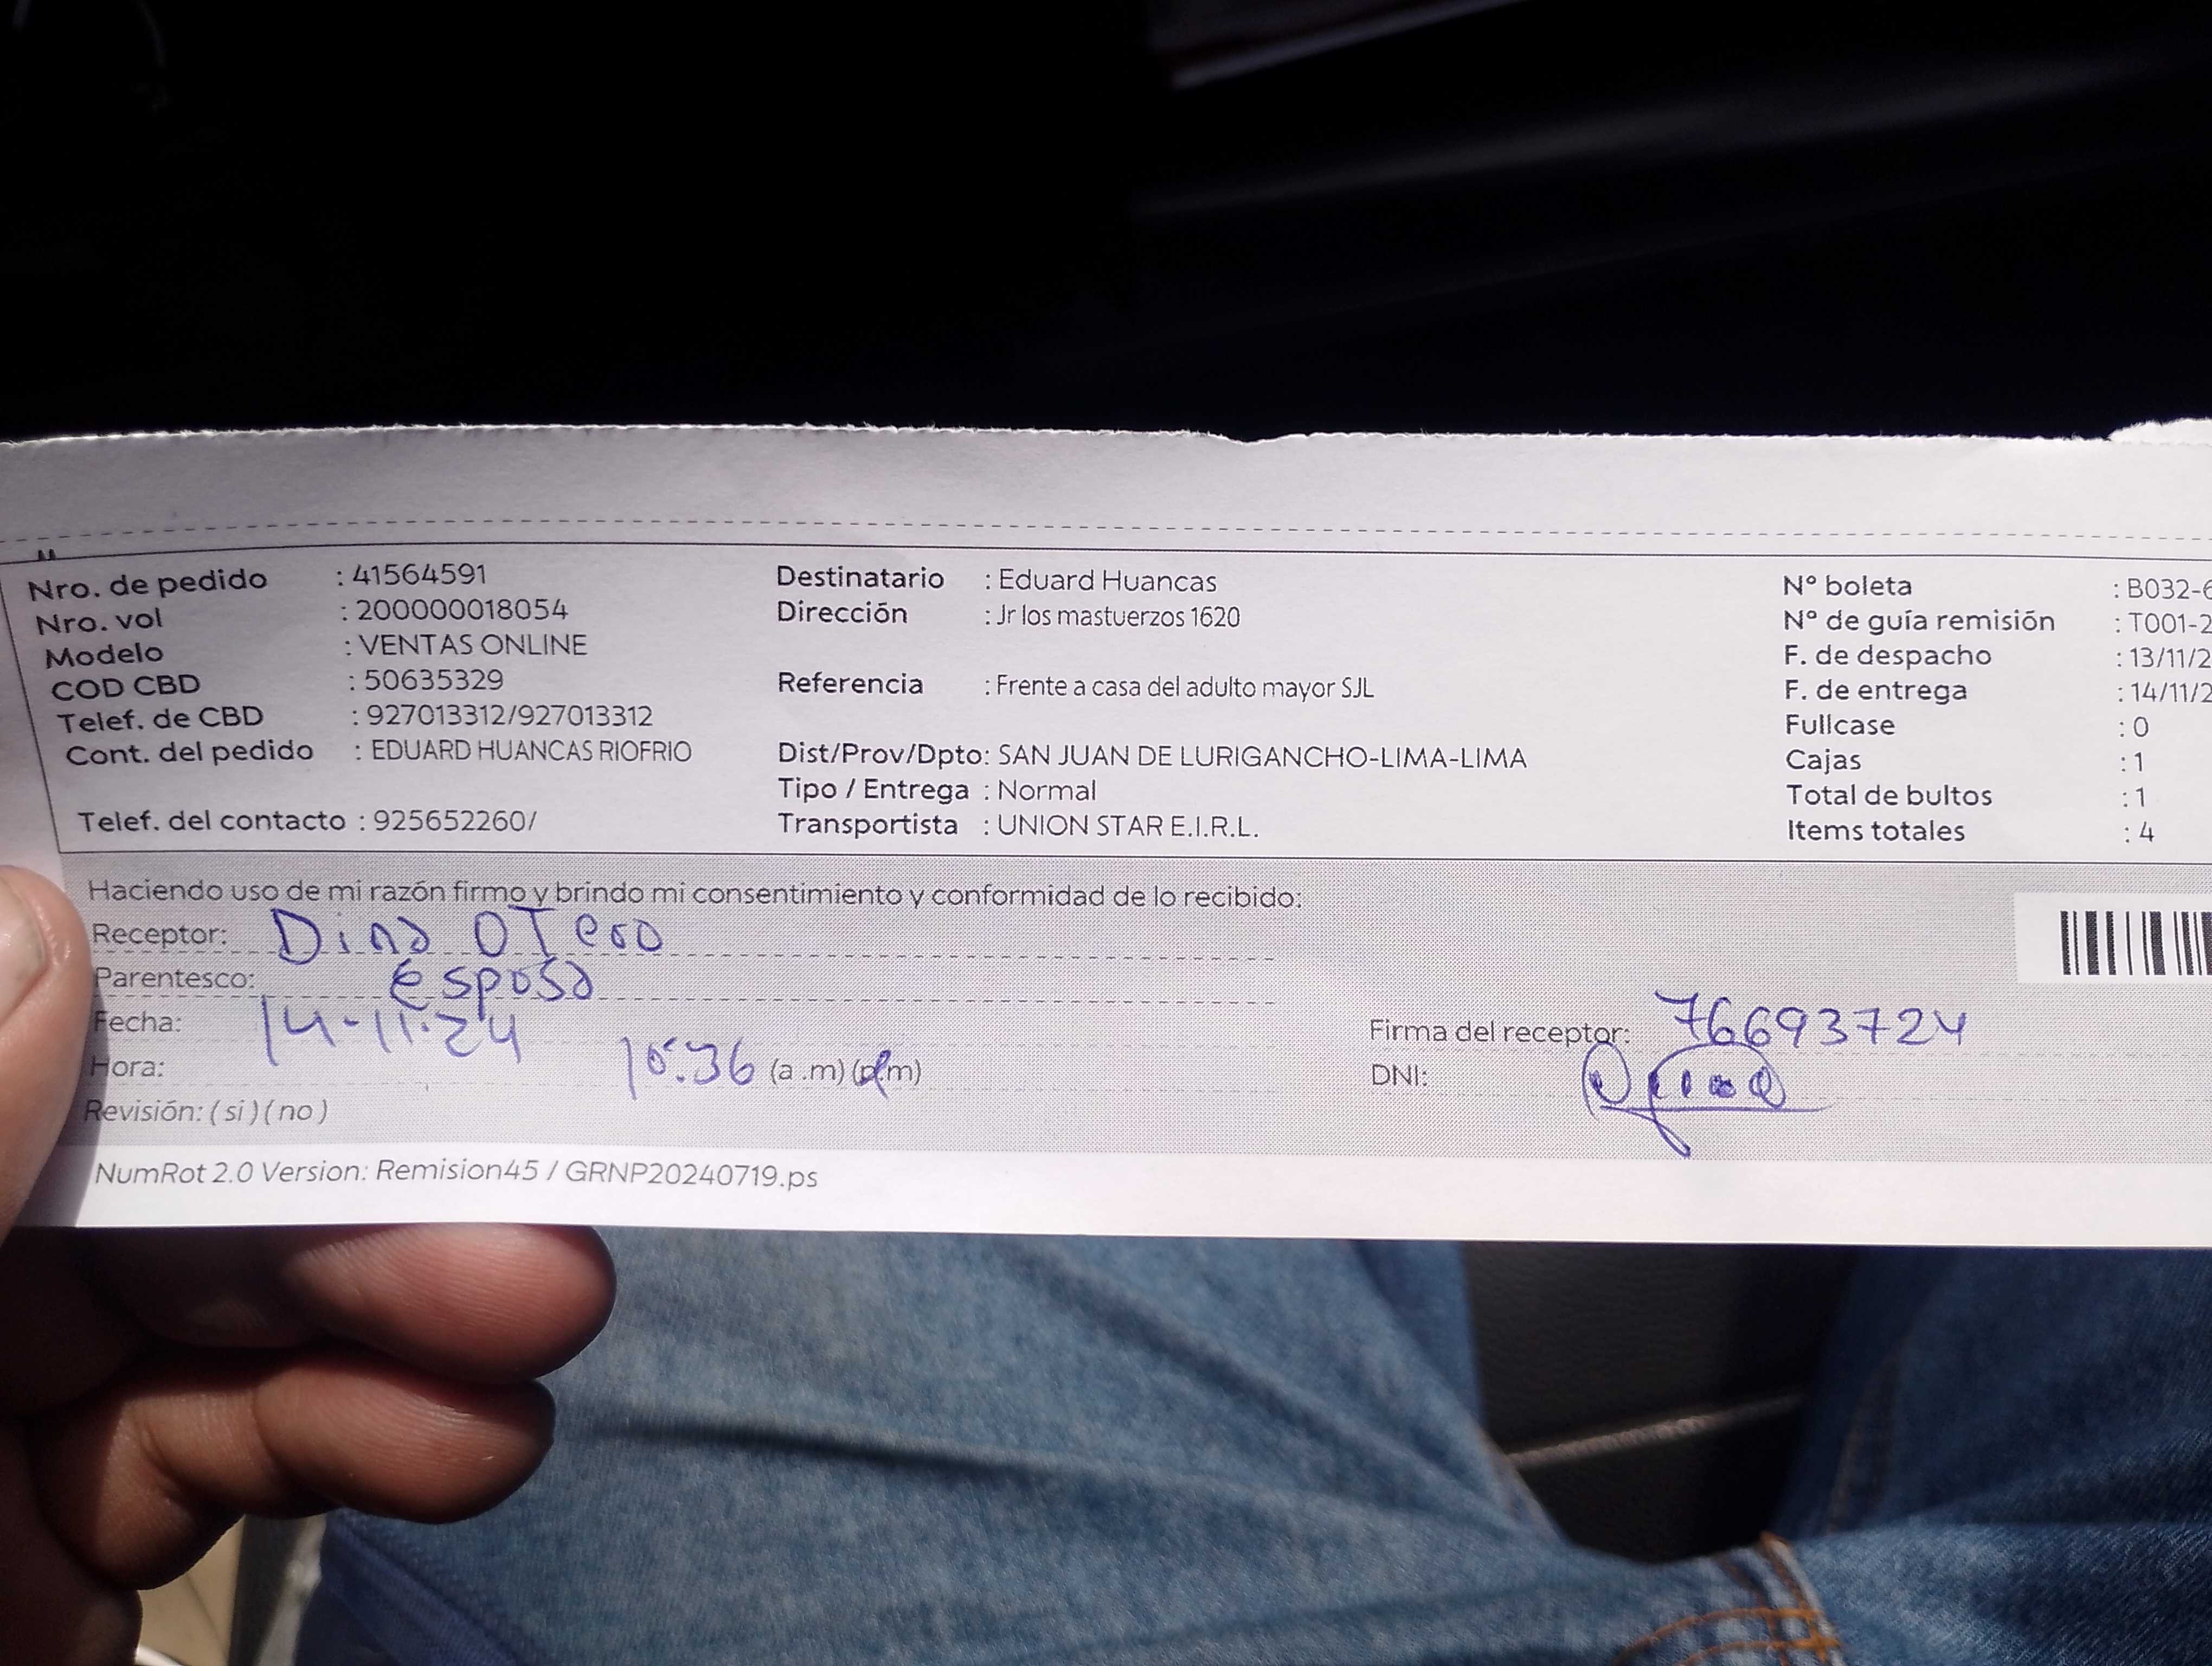 Nro. de pedido : 41564591
Nro. vol : 200000018054
Modelo : VENTAS ONLINE
COD CBD : 50635329
Telef. de CBD : 927013312/927013312
Cont. del pedido : EDUARD HUANCAS RIOFRIO
Telef. del contacto : 925652260/
Destinatario : Eduard Huancas
Dirección : Jr los mastuerzos 1620
Referencia : Frente a casa del adulto mayor SJL
Dist/Prov/Dpto: SAN JUAN DE LURIGANCHO-LIMA-LIMA
Tipo / Entrega : Normal
Transportista : UNION STAR E.I.R.L.
N° boleta : B032-6
N° de guía remisión : T001-2
F. de despacho : 13/11/2
F. de entrega : 14/11/2
Fullcase : 0
Cajas : 1
Total de bultos : 1
Items totales : 4
Haciendo uso de mi razón firmo y brindo mi consentimiento y conformidad de lo recibido:
Receptor: Dina OTero
Parentesco: esposa
Fecha: 14-11-24
Hora: 10:36 (a .m) (p.m)
Revisión: ( si ) ( no )
Firma del receptor: 76693724
DNI:
NumRot 2.0 Version: Remision45 / GRNP20240719.ps